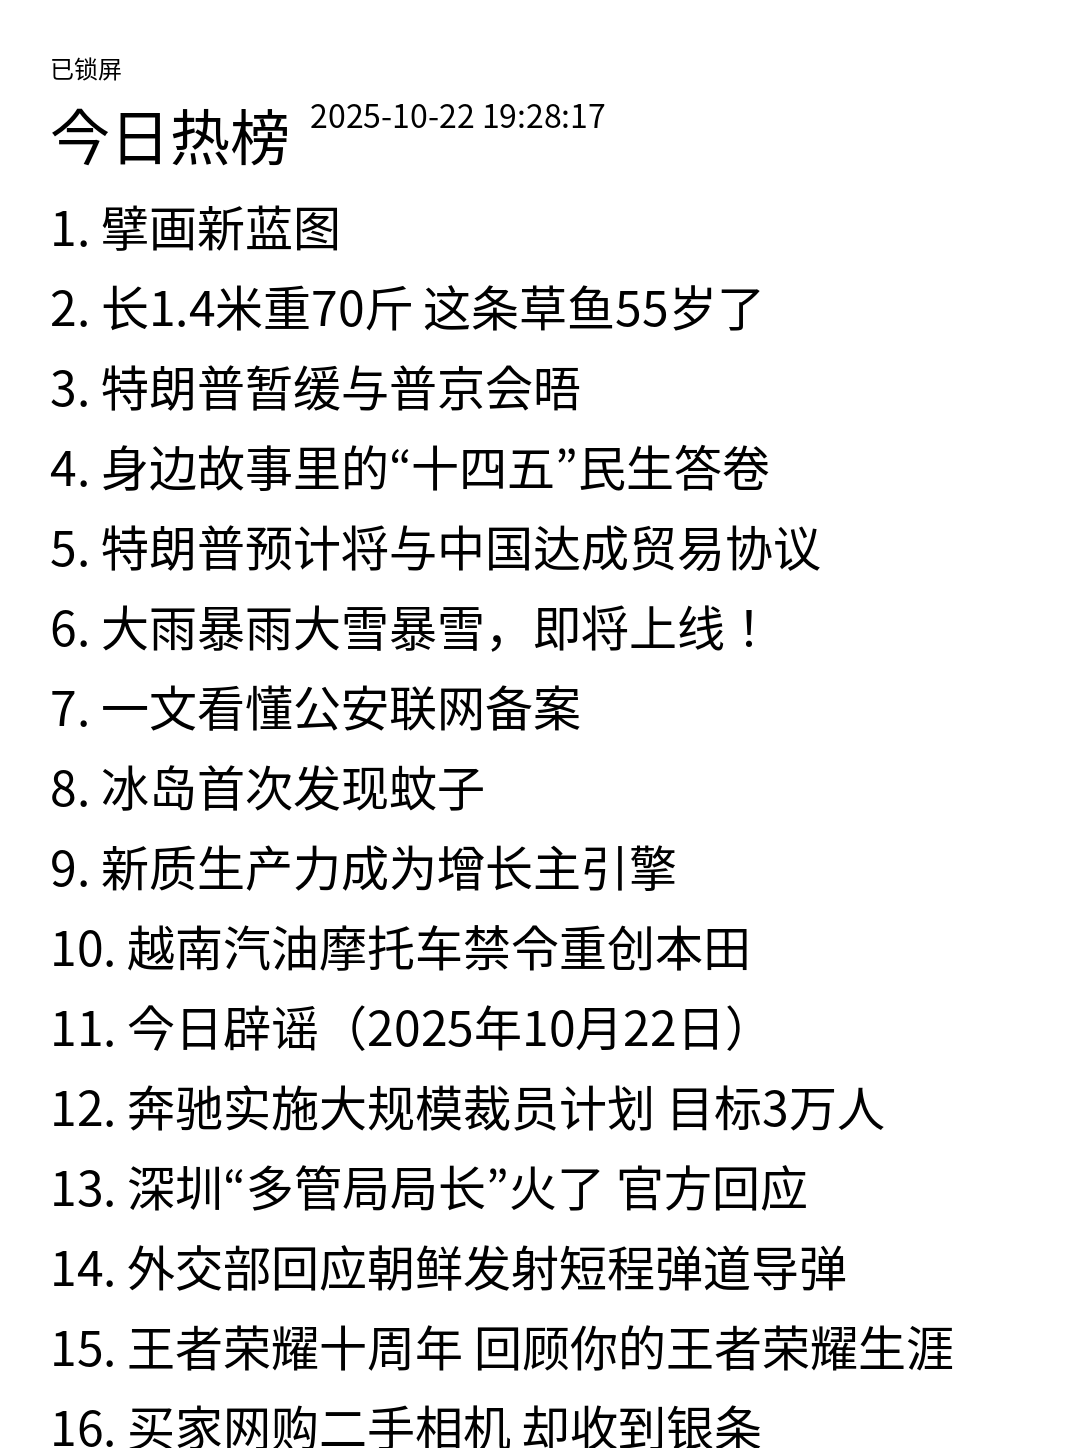 已锁屏
今日热榜 2025-10-22 19:28:17
1. 擘画新蓝图
2. 长1.4米重70斤 这条草鱼55岁了
3. 特朗普暂缓与普京会晤
4. 身边故事里的“十四五”民生答卷
5. 特朗普预计将与中国达成贸易协议
6. 大雨暴雨大雪暴雪，即将上线！
7. 一文看懂公安联网备案
8. 冰岛首次发现蚊子
9. 新质生产力成为增长主引擎
10. 越南汽油摩托车禁令重创本田
11. 今日辟谣（2025年10月22日）
12. 奔驰实施大规模裁员计划 目标3万人
13. 深圳“多管局局长”火了 官方回应
14. 外交部回应朝鲜发射短程弹道导弹
15. 王者荣耀十周年 回顾你的王者荣耀生涯
16. 买家网购二手相机 却收到银条